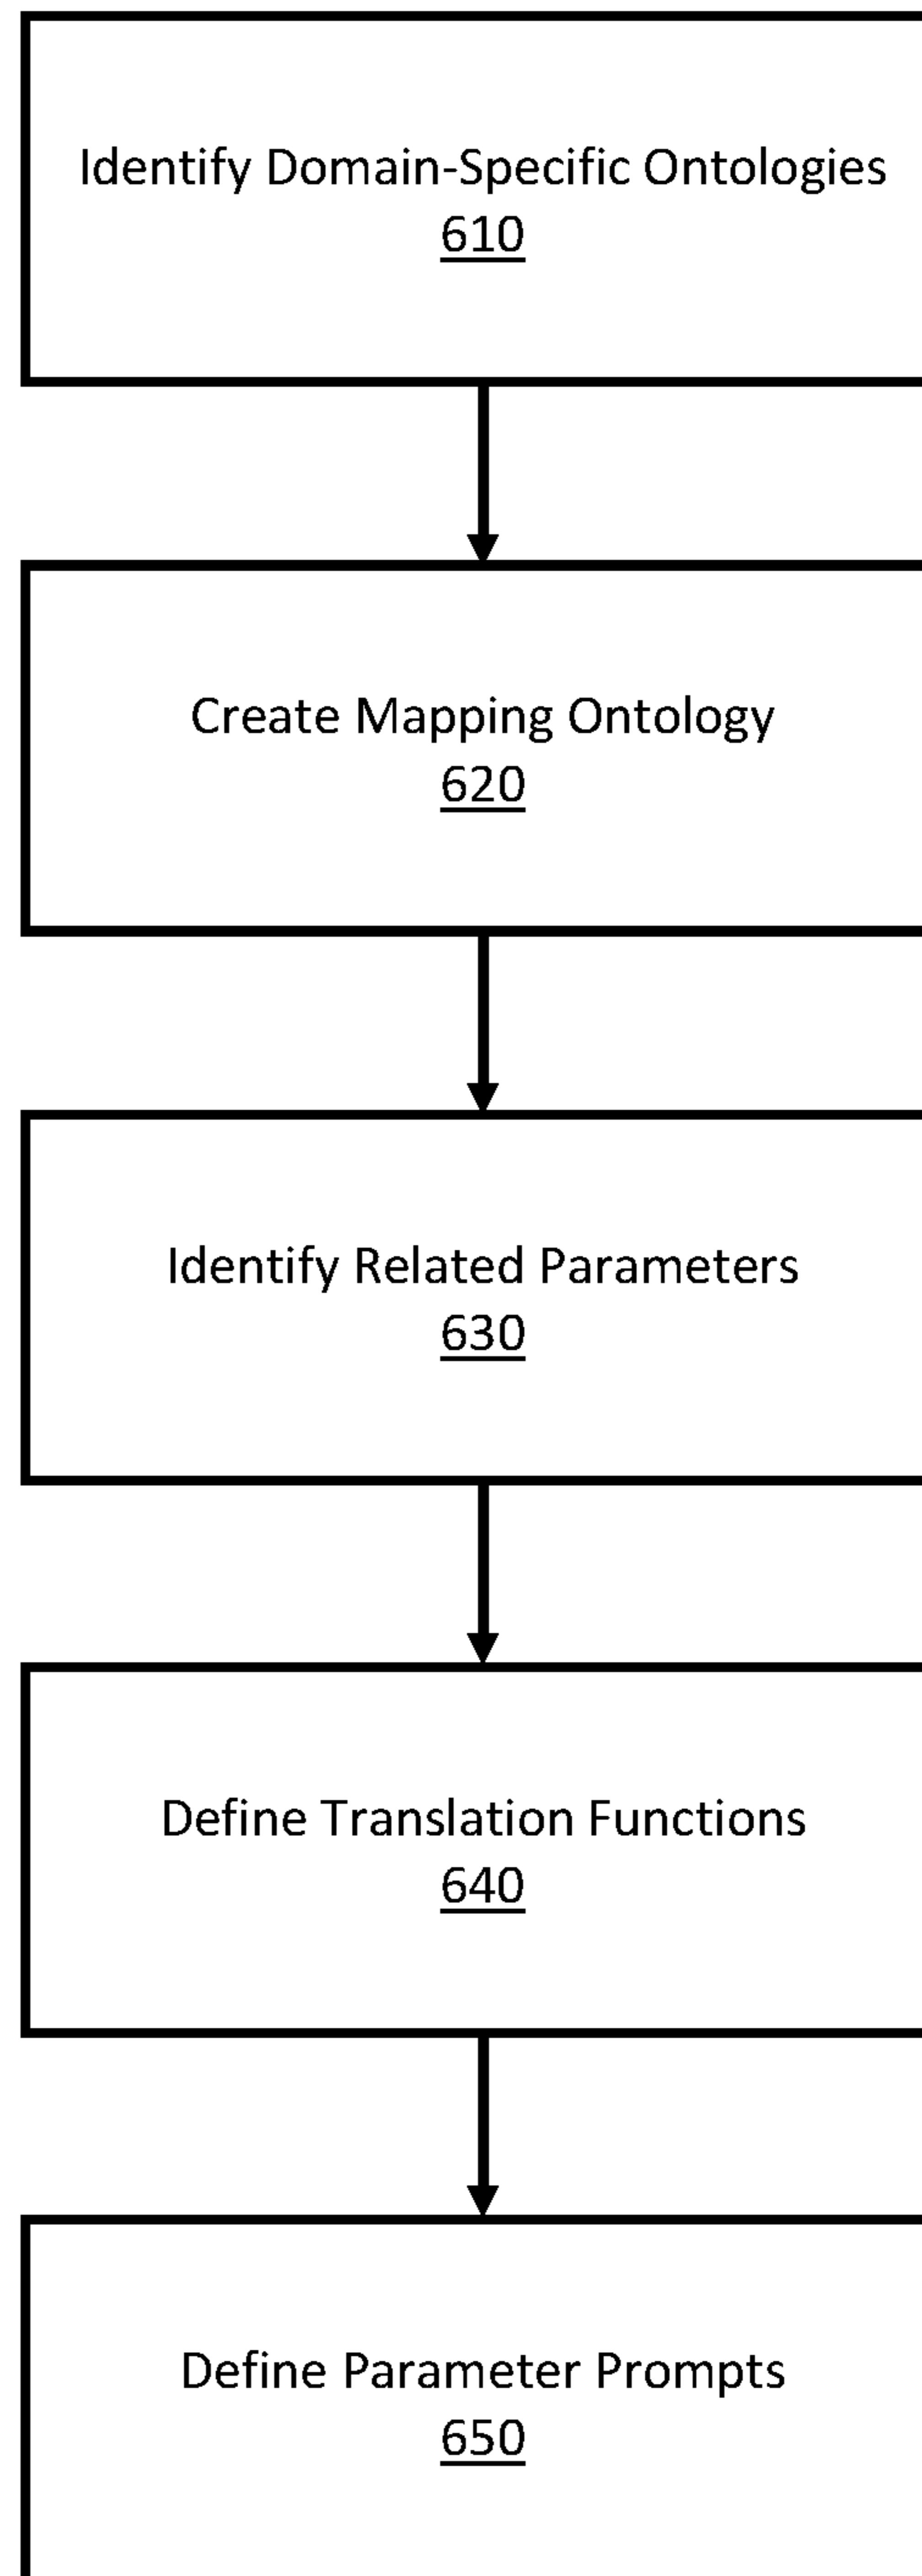 Identify Domain-Specific Ontologies
610
Create Mapping Ontology
620
Identify Related Parameters
630
Define Translation Functions
640
Define Parameter Prompts
650